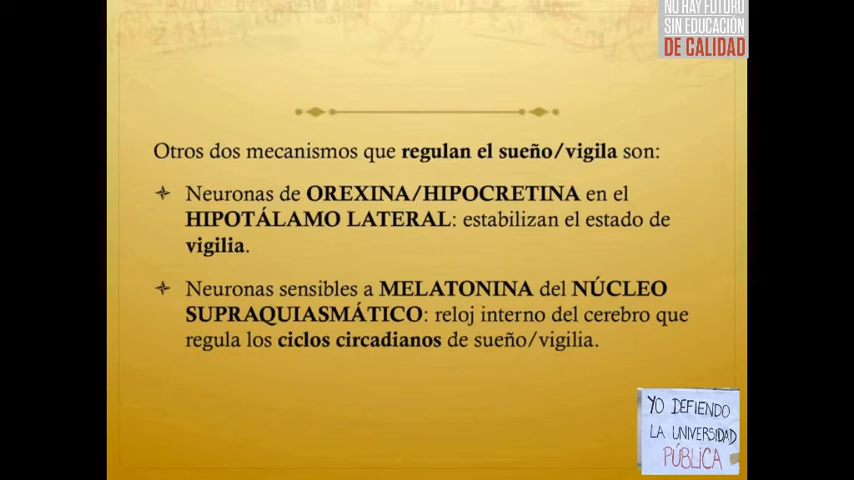 NO HAY FUTURO
SIN EDUCACIÓN
DE CALIDAD
Otros dos mecanismos que regulan el sueño/vigila son:
Neuronas de OREXINA/HIPOCRETINA en el
HIPOTÁLAMO LATERAL: estabilizan el estado de
vigilia.
Neuronas sensibles a MELATONINA del NÚCLEO
SUPRAQUIASMÁTICO: reloj interno del cerebro que
regula los ciclos circadianos de sueño/vigilia.
YO DEFIENDO
LA UNIVERSIDAD
PÚBLICA